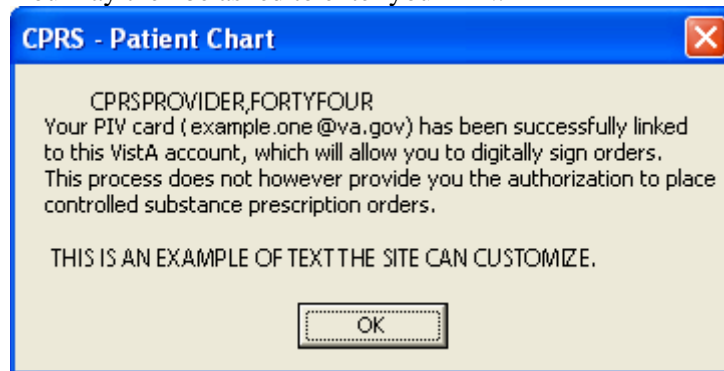 CPRS - Patient Chart
CPRSPROVIDER,FORTYFOUR
Your PIV card (example.one@va.gov) has been successfully linked
to this VistA account, which will allow you to digitally sign orders.
This process does not however provide you the authorization to place
controlled substance prescription orders.
THIS IS AN EXAMPLE OF TEXT THE SITE CAN CUSTOMIZE.
OK